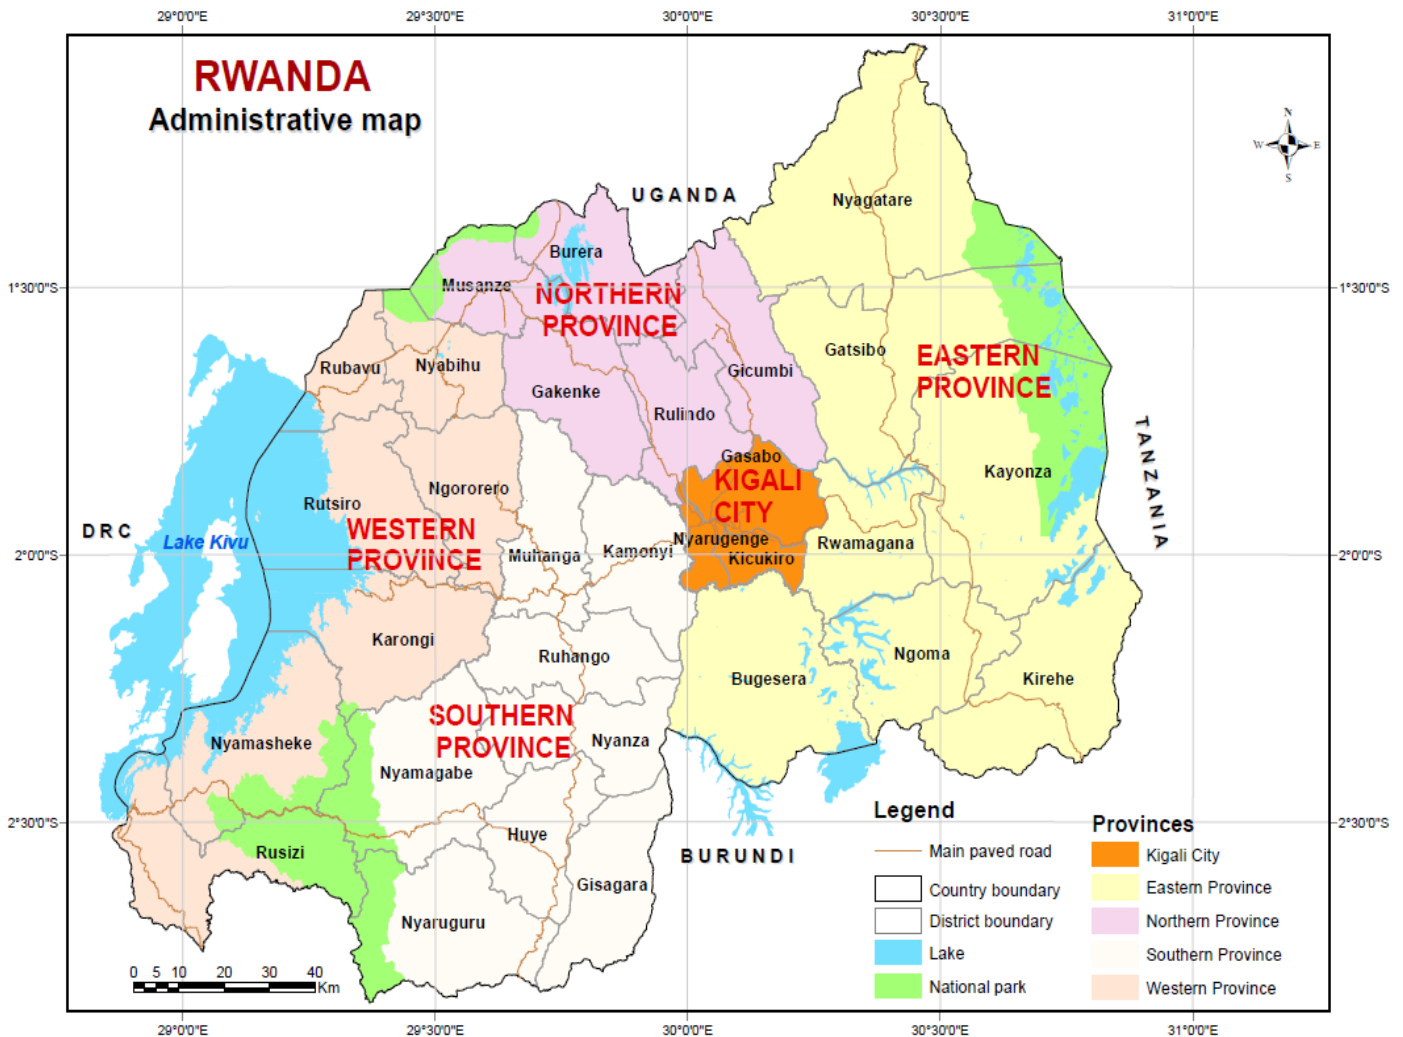 29°0'0"E 29°30'0"E 30°0'0"E 30°30'0"E 31°0'0"E
RWANDA
Administrative map
N
W E
S
UGANDA
Nyagatare
Burera
1°30'0"S
Musanze
NORTHERN
PROVINCE
1°30'0"S
Rubavu
Nyabihu
Gakenke
Rulindo
Gicumbi
Gatsibo
EASTERN
PROVINCE
Kayonza
TANZANIA
Gasabo
KIGALI
CITY
Nyarugenge
Kicukiro
Rwamagana
DRC
Lake Kivu
Rutsiro
Ngororero
WESTERN
PROVINCE
Muhanga
Kamonyi
2°0'0"S
2°0'0"S
Karongi
Ruhango
Bugesera
Ngoma
Kirehe
Nyamasheke
SOUTHERN
PROVINCE
Nyanza
Nyamagabe
2°30'0"S
2°30'0"S
Rusizi
Huye
Gisagara
Nyaruguru
BURUNDI
0 5 10 20 30 40
Km
Legend
Main paved road
Country boundary
District boundary
Lake
National park
Provinces
Kigali City
Eastern Province
Northern Province
Southern Province
Western Province
29°0'0"E 29°30'0"E 30°0'0"E 30°30'0"E 31°0'0"E